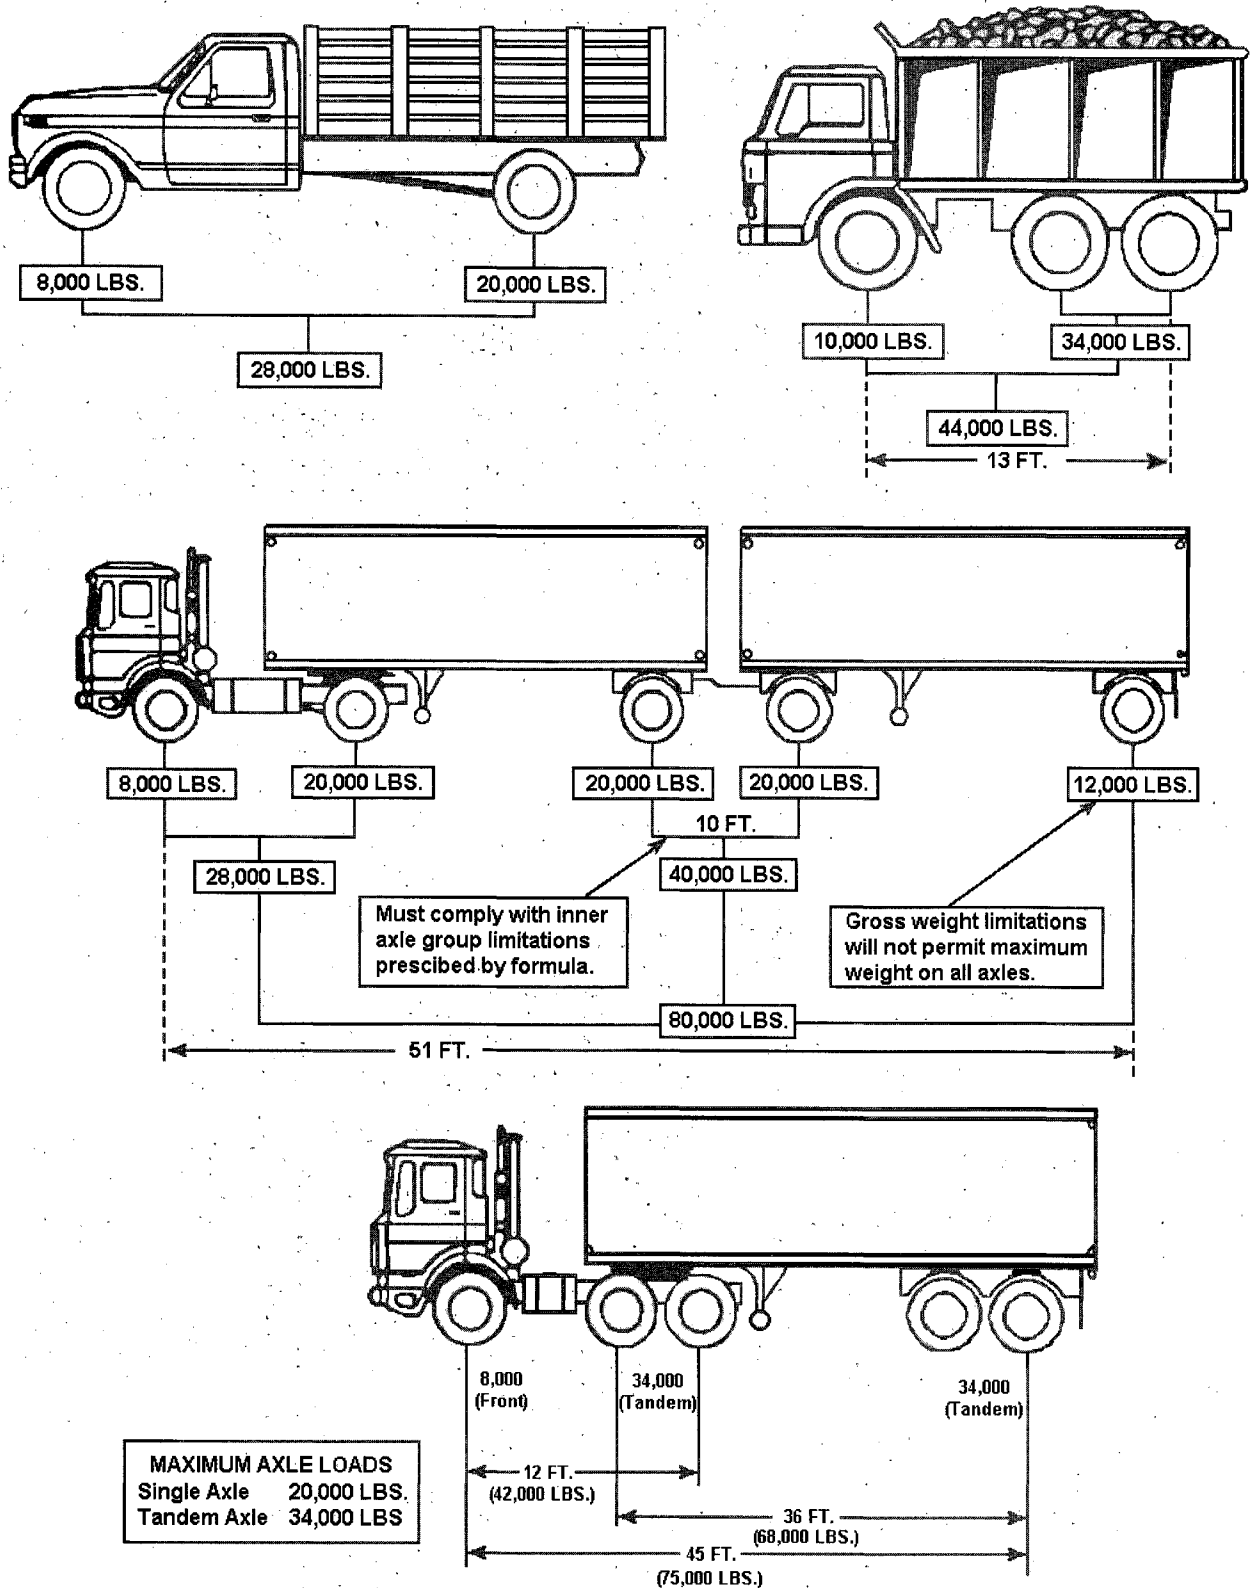 8,000 LBS.
20,000 LBS.
28,000 LBS.
10,000 LBS.
34,000 LBS.
44,000 LBS.
13 FT.
8,000 LBS.
20,000 LBS.
20,000 LBS.
20,000 LBS.
12,000 LBS.
10 FT.
28,000 LBS.
40,000 LBS.
Must comply with inner
axle group limitations
prescibed by formula.
Gross weight limitations
will not permit maximum
weight on all axles.
80,000 LBS.
51 FT.
8,000
(Front)
34,000
(Tandem)
34,000
(Tandem)
MAXIMUM AXLE LOADS
Single Axle 20,000 LBS.
Tandem Axle 34,000 LBS
12 FT.
(42,000 LBS.)
36 FT.
(68,000 LBS.)
45 FT.
(75,000 LBS.)